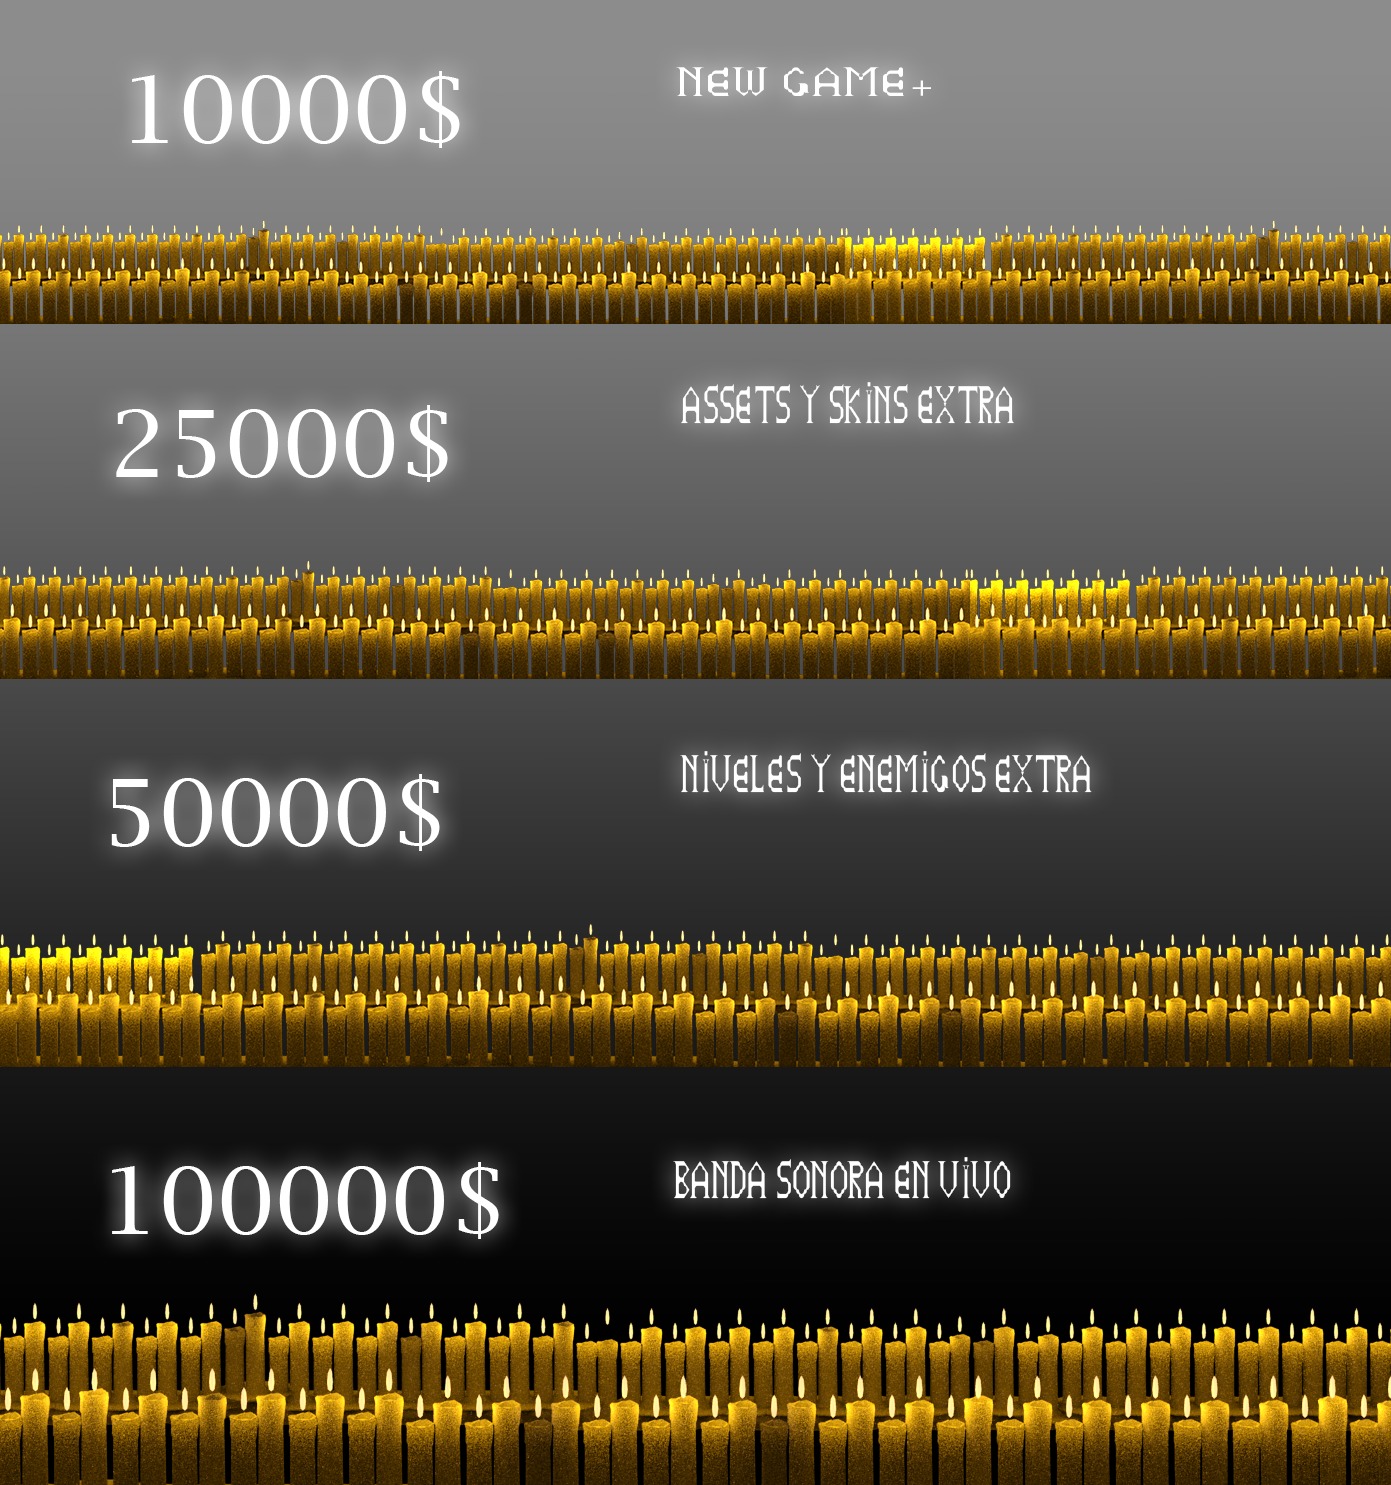 10000$
NEW GAME+
25000$
ASSETS Y SKINS EXTRA
50000$
NIVELES Y ENEMIGOS EXTRA
100000$
BANDA SONORA EN VIVO